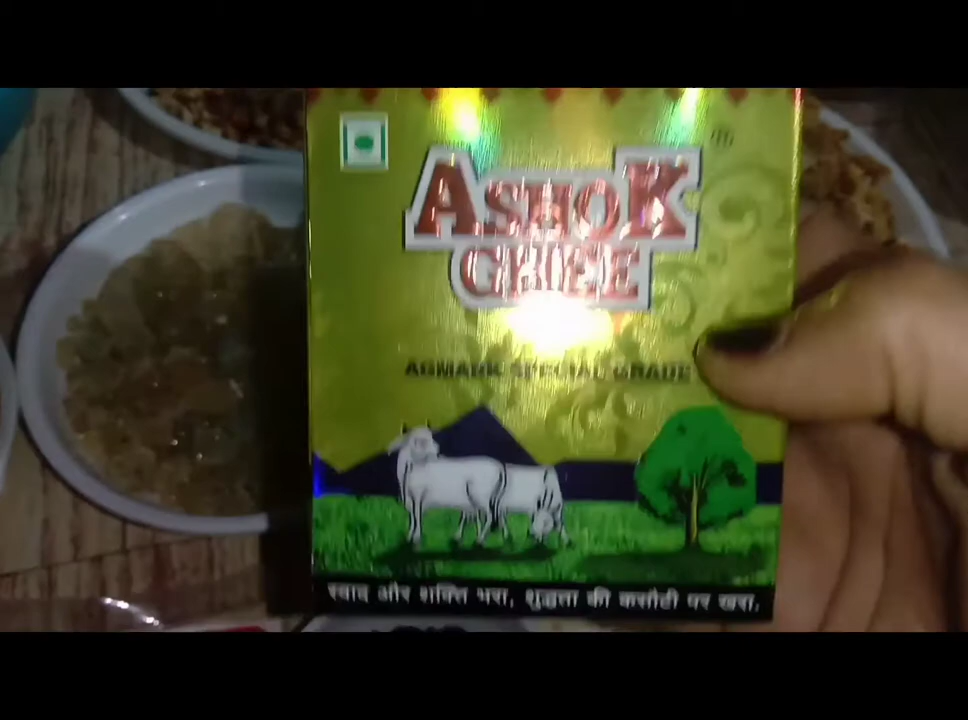 ASHOK
GHEE
AGMARK SPECIAL GRADE
स्वाद और शक्ति भरा, शुद्धता की कसौटी पर खरा.